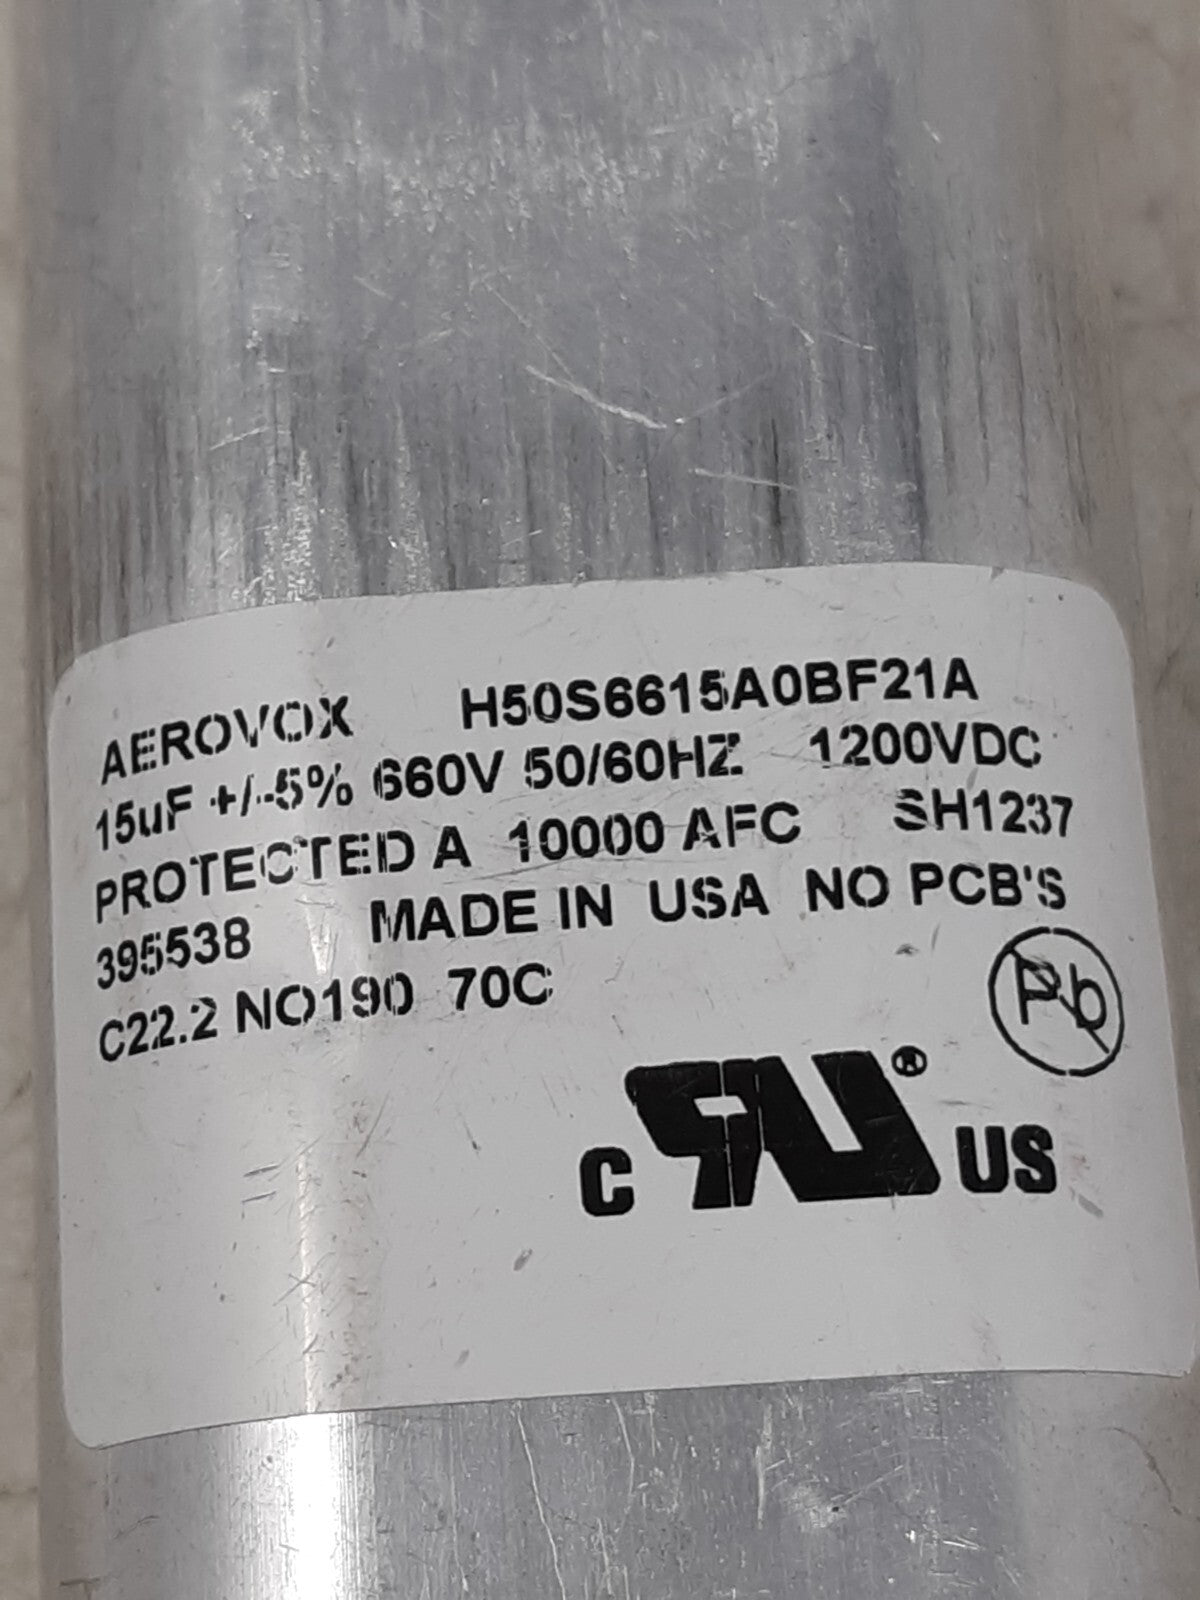 AEROVOX H50S6615A0BF21A
15uF +/-5% 660V 50/60HZ 1200VDC
PROTECTED A 10000 AFC SH1237
395538 MADE IN USA NO PCB'S
C22.2 NO190 70C
Pb
C RU® US